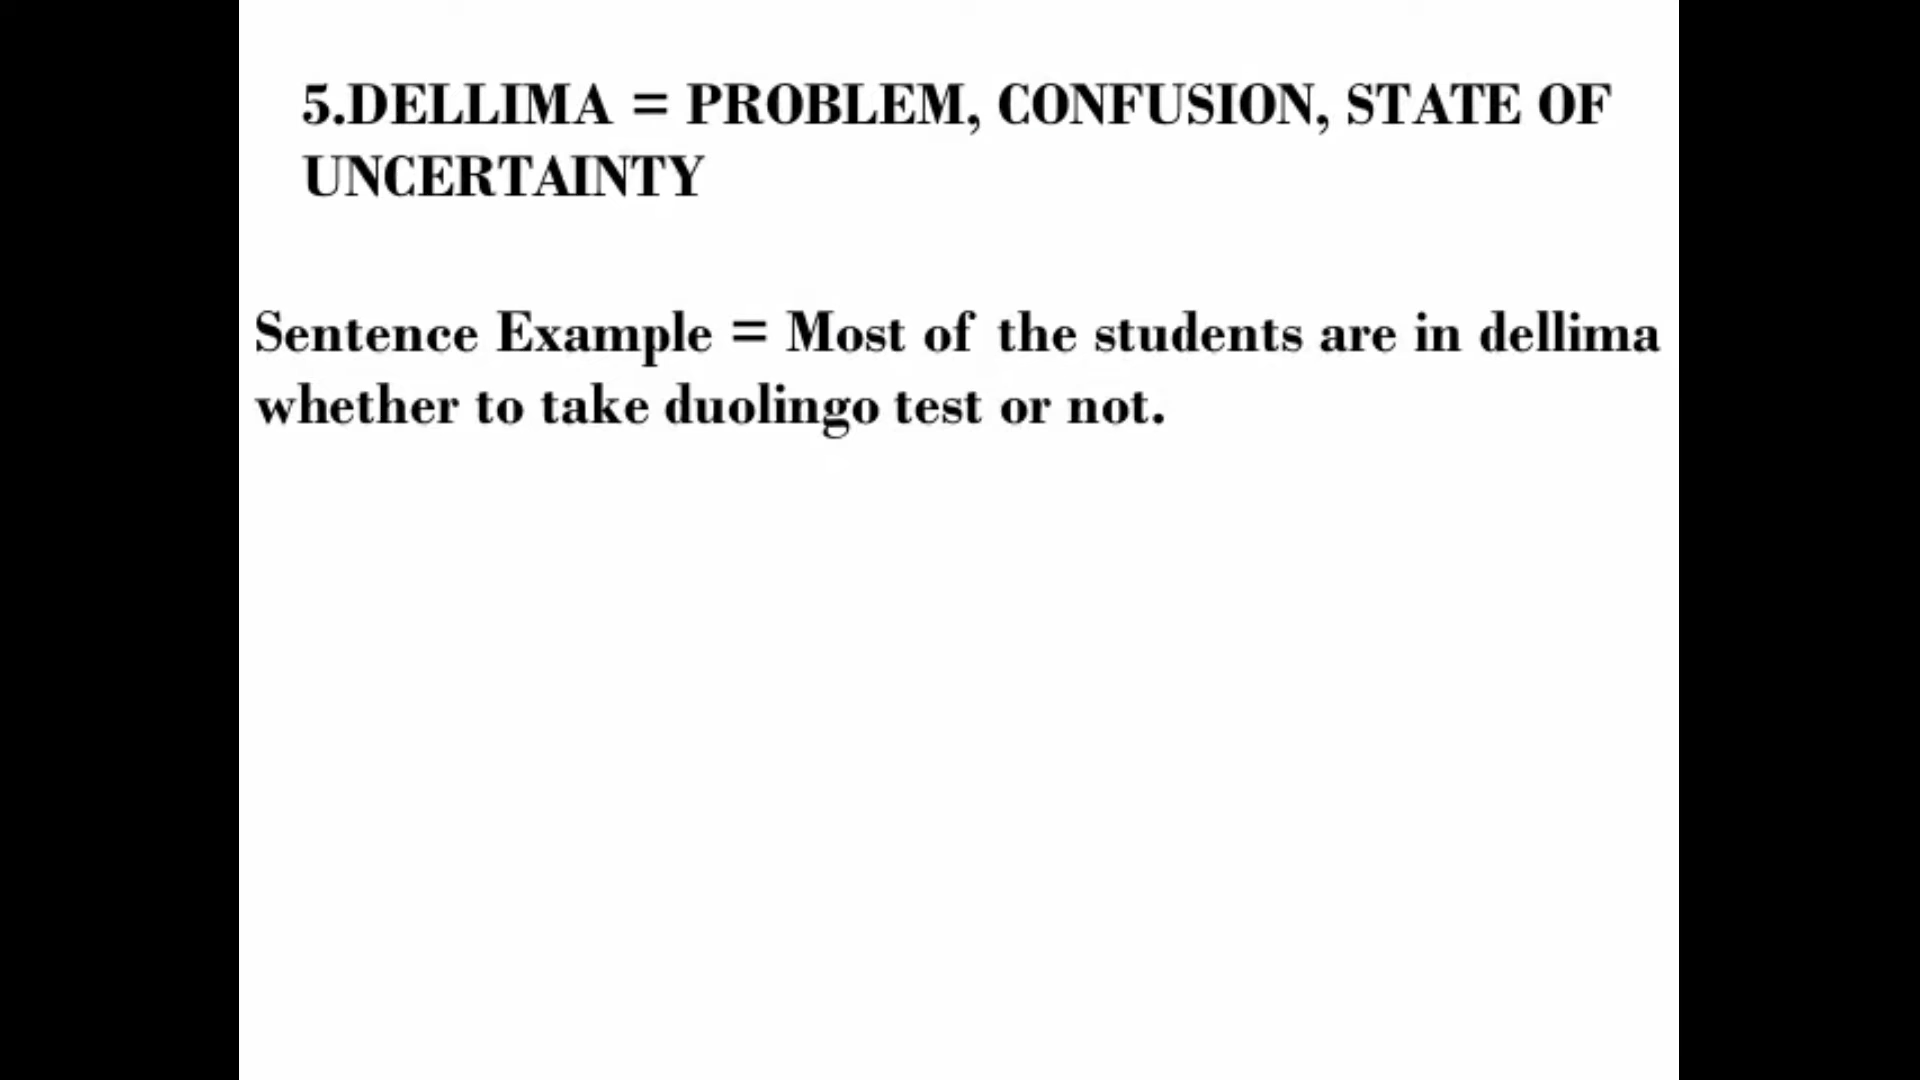 5.DELLIMA = PROBLEM, CONFUSION, STATE OF
UNCERTAINTY
Sentence Example = Most of the students are in dellima
whether to take duolingo test or not.